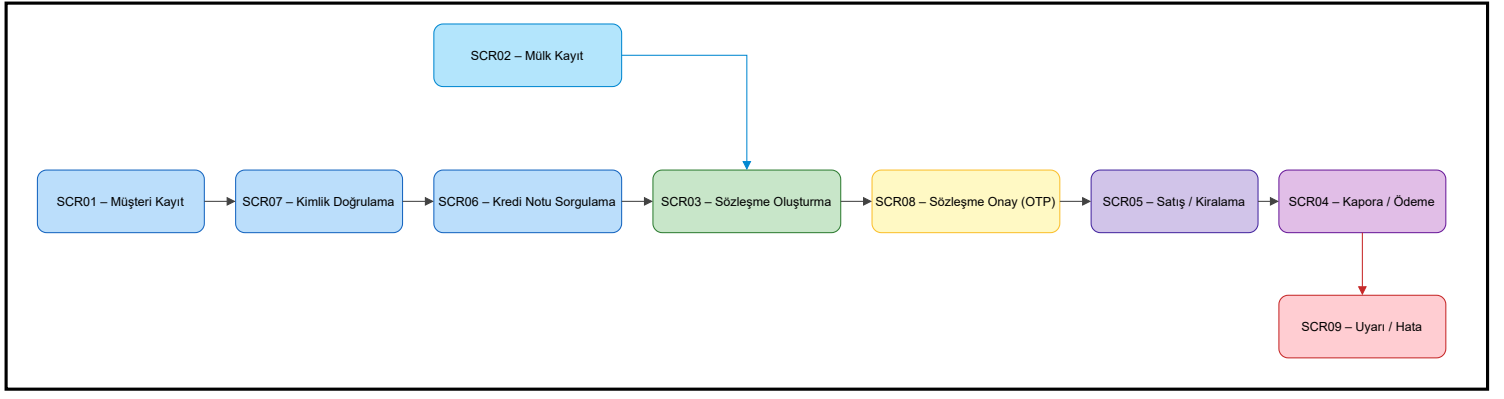 SCR02 – Mülk Kayıt
SCR01 – Müşteri Kayıt
SCR07 – Kimlik Doğrulama
SCR06 – Kredi Notu Sorgulama
SCR03 – Sözleşme Oluşturma
SCR08 – Sözleşme Onay (OTP)
SCR05 – Satış / Kiralama
SCR04 – Kapora / Ödeme
SCR09 – Uyarı / Hata